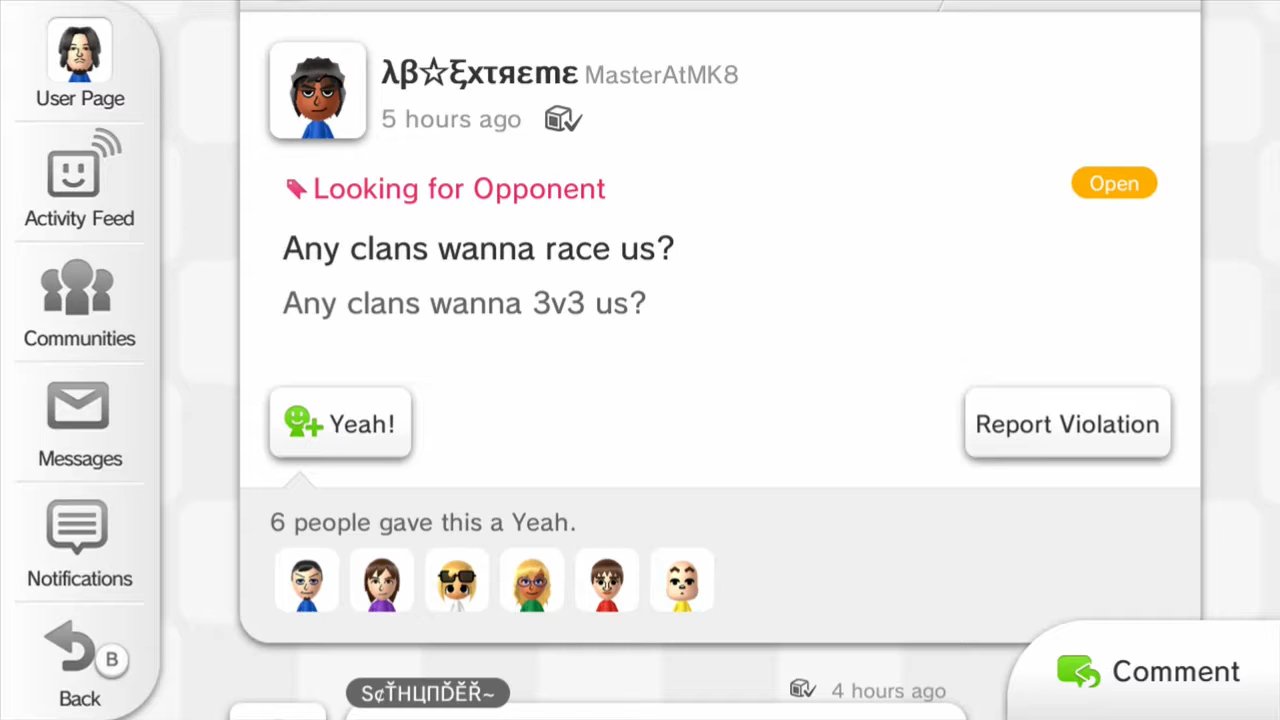 User Page
Activity Feed
Communities
Messages
Notifications
B
Back
λβ☆ξxτяεmε MasterAtMK8
5 hours ago
Looking for Opponent
Open
Any clans wanna race us?
Any clans wanna 3v3 us?
Yeah!
Report Violation
6 people gave this a Yeah.
Comment
S¢ŤHЦПĎĚŘ~
4 hours ago